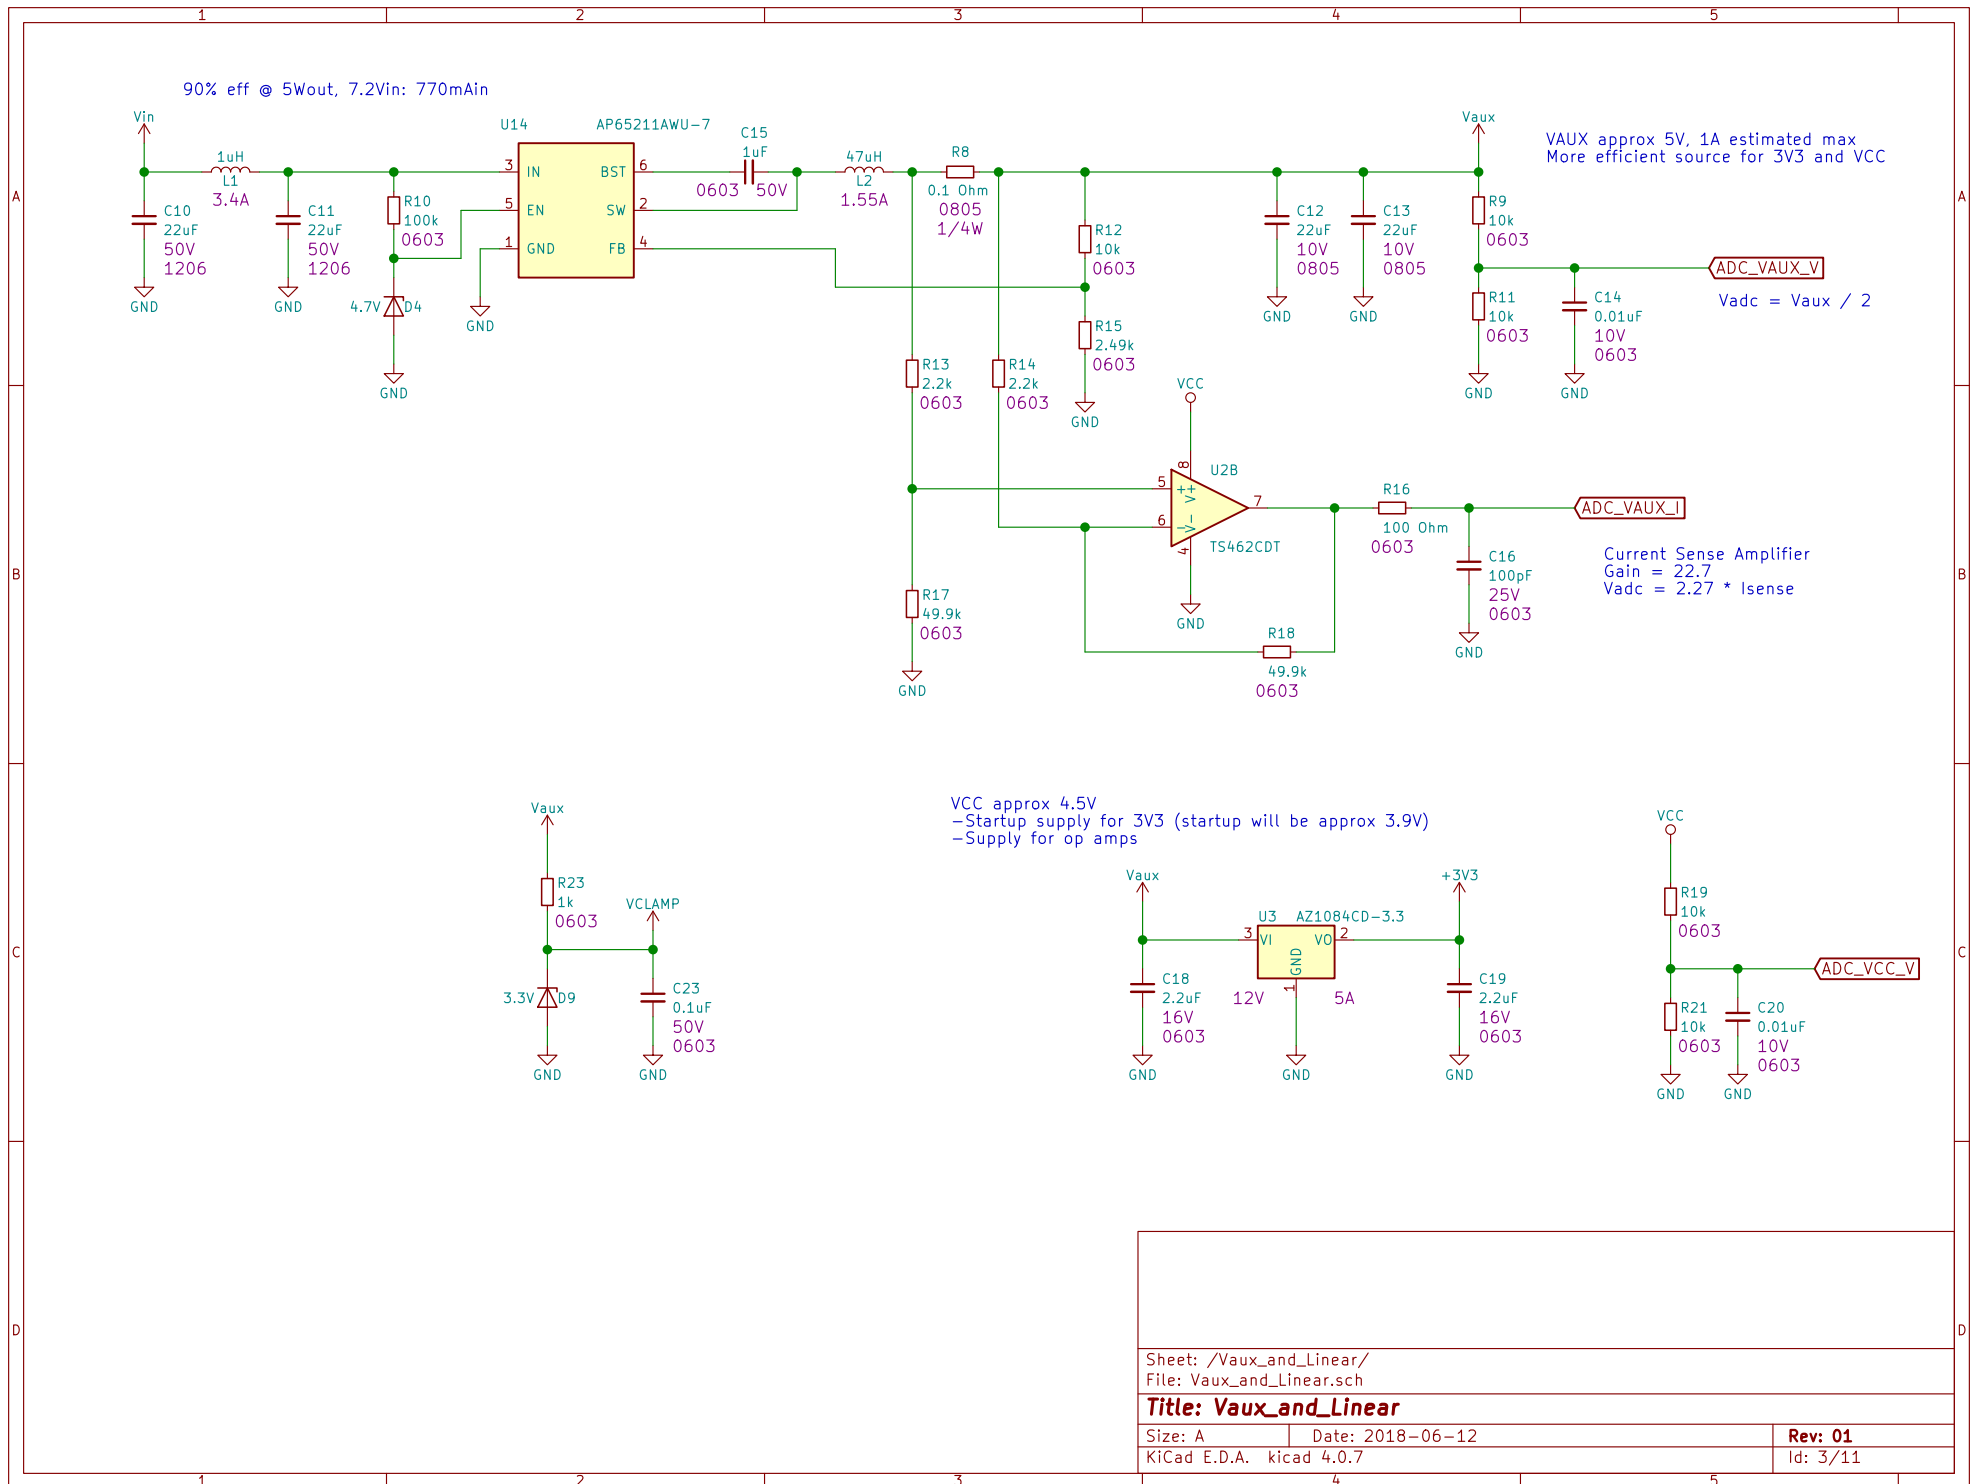 1 2 3 4 5
90% eff @ 5Wout, 7.2Vin: 770mAin
Vin
1uH
L1
3.4A
C10
22uF
50V
1206
GND
C11
22uF
50V
1206
GND
R10
100k
0603
4.7V D4
GND
U14 AP65211AWU-7
3 IN
5 EN
1 GND
BST 6
SW 2
FB 4
GND
C15
1uF
0603 50V
47uH
L2
1.55A
R8
0.1 Ohm
0805
1/4W
R12
10k
0603
R15
2.49k
0603
GND
C12
22uF
10V
0805
GND
C13
22uF
10V
0805
GND
Vaux
VAUX approx 5V, 1A estimated max
More efficient source for 3V3 and VCC
R9
10k
0603
ADC_VAUX_V
Vadc = Vaux / 2
R11
10k
0603
GND
C14
0.01uF
10V
0603
GND
A A
R13
2.2k
0603
R14
2.2k
0603
VCC
8
U2B
5 +
6 -
V+
V-
7
4
TS462CDT
GND
R16
100 Ohm
0603
ADC_VAUX_I
C16
100pF
25V
0603
GND
Current Sense Amplifier
Gain = 22.7
Vadc = 2.27 * Isense
R17
49.9k
0603
GND
R18
49.9k
0603
B B
Vaux
R23
1k
0603
VCLAMP
3.3V D9
GND
C23
0.1uF
50V
0603
GND
VCC approx 4.5V
-Startup supply for 3V3 (startup will be approx 3.9V)
-Supply for op amps
Vaux
C18
2.2uF
16V
0603
GND
U3 AZ1084CD-3.3
3 VI
VO 2
GND
1
12V 5A
GND
+3V3
C19
2.2uF
16V
0603
GND
VCC
R19
10k
0603
ADC_VCC_V
R21
10k
0603
GND
C20
0.01uF
10V
0603
GND
C C
D D
Sheet: /Vaux_and_Linear/
File: Vaux_and_Linear.sch
Title: Vaux_and_Linear
Size: A Date: 2018-06-12 Rev: 01
KiCad E.D.A. kicad 4.0.7 Id: 3/11
1 2 3 4 5